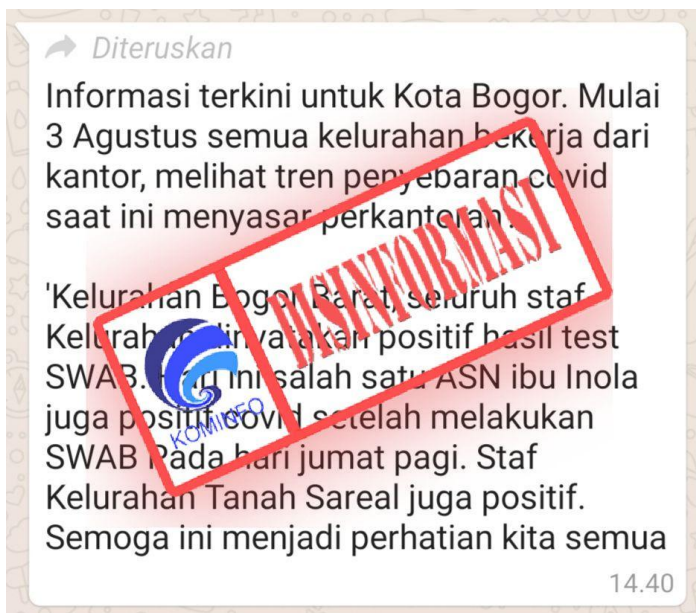 Diteruskan
Informasi terkini untuk Kota Bogor. Mulai
3 Agustus semua kelurahan bekerja dari
kantor, melihat tren penyebaran covid
saat ini menyasar perkantoran.
'Kelurahan Bogor Barat, seluruh staf
Kelurahan dinyatakan positif hasil test
SWAB. Hari ini salah satu ASN ibu Inola
juga positif covid setelah melakukan
SWAB Pada hari jumat pagi. Staf
Kelurahan Tanah Sareal juga positif.
Semoga ini menjadi perhatian kita semua
14.40
KOMINFO
DISINFORMASI